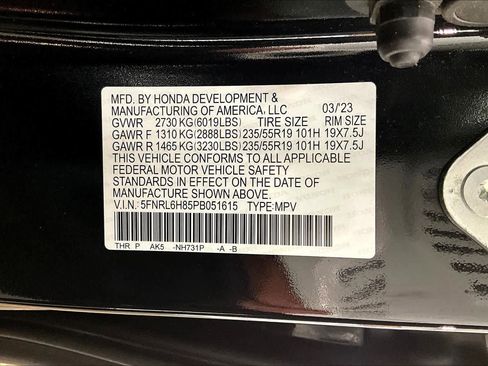 MFD. BY HONDA DEVELOPMENT &
MANUFACTURING OF AMERICA, LLC 03/'23
GVWR 2730 KG(6019LBS) TIRE SIZE RIM SIZE
GAWR F 1310 KG(2888LBS) 235/55R19 101H 19X7.5J
GAWR R 1465 KG(3230LBS) 235/55R19 101H 19X7.5J
THIS VEHICLE CONFORMS TO ALL APPLICABLE
FEDERAL MOTOR VEHICLE SAFETY
STANDARDS IN EFFECT ON THE DATE OF
MANUFACTURE SHOWN ABOVE.
V.I.N.: 5FNRL6H85PB051615 TYPE:MPV
THR P AK5 -NH731P -A -B